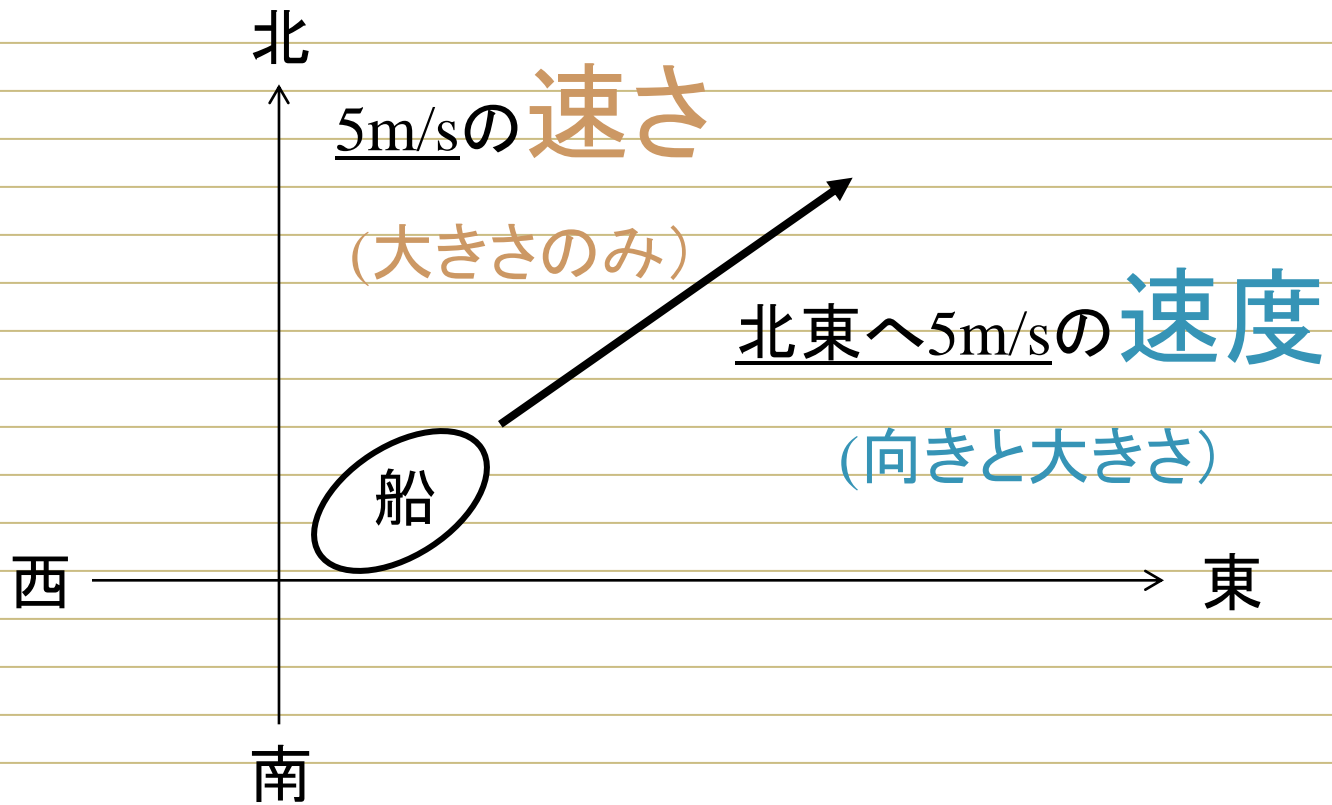 北
5m/sの速さ
(大きさのみ）
北東へ5m/sの速度
(向きと大きさ）
船
西
東
南